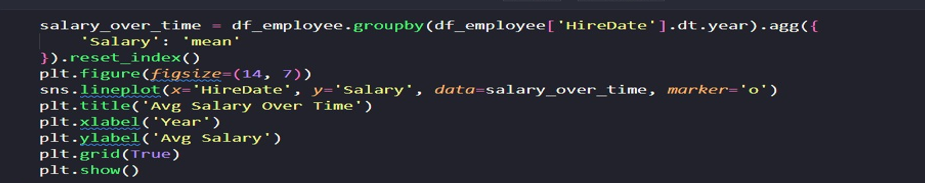 salary_over_time = df_employee.groupby(df_employee['HireDate'].dt.year).agg({
    'Salary': 'mean'
}).reset_index()
plt.figure(figsize=(14, 7))
sns.lineplot(x='HireDate', y='Salary', data=salary_over_time, marker='o')
plt.title('Avg Salary Over Time')
plt.xlabel('Year')
plt.ylabel('Avg Salary')
plt.grid(True)
plt.show()